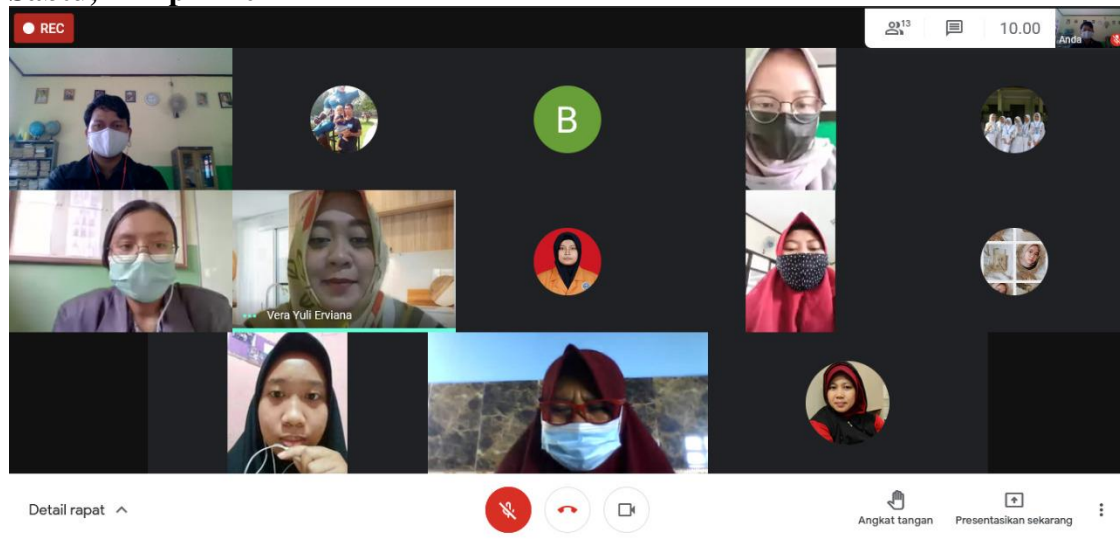 REC
13
10.00
Anda
B
Vera Yuli Erviana
Detail rapat
Angkat tangan
Presentasikan sekarang